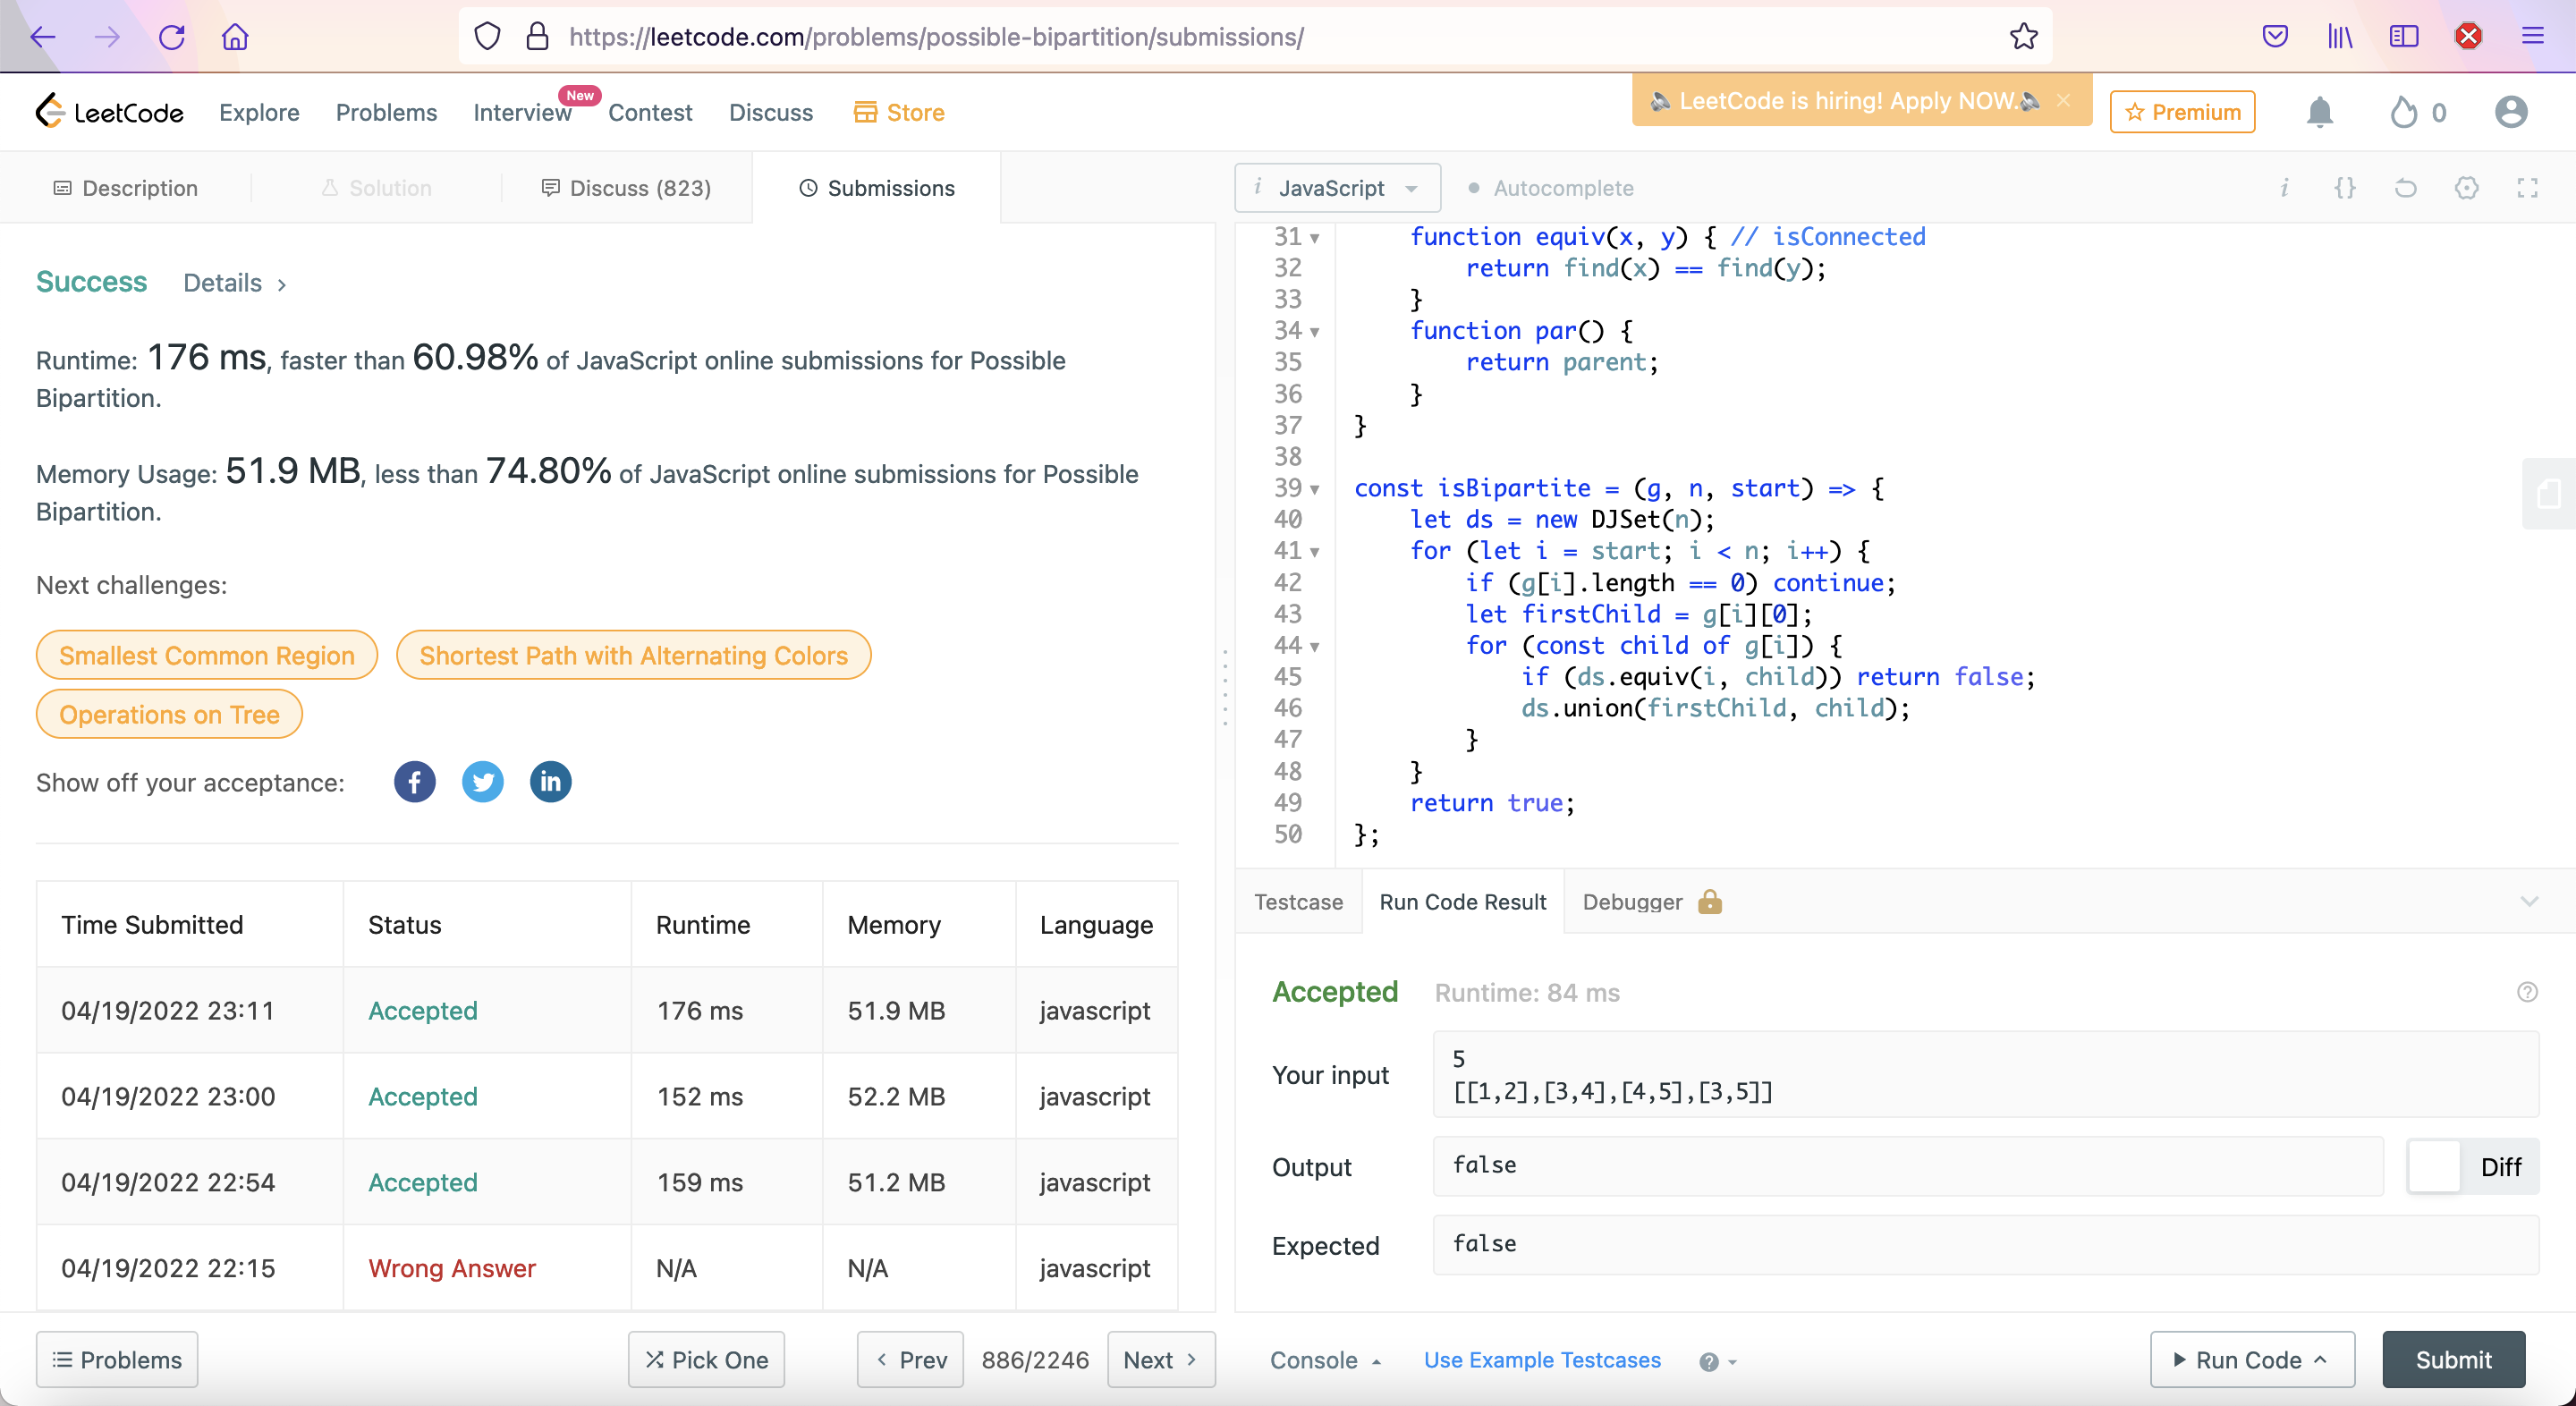 https://leetcode.com/problems/possible-bipartition/submissions/
LeetCode Explore Problems Interview New Contest Discuss Store
🔈 LeetCode is hiring! Apply NOW.🔈 × Premium 0
Description Solution Discuss (823) Submissions
i JavaScript Autocomplete
Success Details >
Runtime: 176 ms, faster than 60.98% of JavaScript online submissions for Possible
Bipartition.
Memory Usage: 51.9 MB, less than 74.80% of JavaScript online submissions for Possible
Bipartition.
Next challenges:
Smallest Common Region Shortest Path with Alternating Colors
Operations on Tree
Show off your acceptance:
Time Submitted Status Runtime Memory Language
04/19/2022 23:11 Accepted 176 ms 51.9 MB javascript
04/19/2022 23:00 Accepted 152 ms 52.2 MB javascript
04/19/2022 22:54 Accepted 159 ms 51.2 MB javascript
04/19/2022 22:15 Wrong Answer N/A N/A javascript
Problems Pick One < Prev 886/2246 Next >
31 function equiv(x, y) { // isConnected
32 return find(x) == find(y);
33 }
34 function par() {
35 return parent;
36 }
37 }
38
39 const isBipartite = (g, n, start) => {
40 let ds = new DJSet(n);
41 for (let i = start; i < n; i++) {
42 if (g[i].length == 0) continue;
43 let firstChild = g[i][0];
44 for (const child of g[i]) {
45 if (ds.equiv(i, child)) return false;
46 ds.union(firstChild, child);
47 }
48 }
49 return true;
50 };
Testcase Run Code Result Debugger
Accepted Runtime: 84 ms
Your input
5
[[1,2],[3,4],[4,5],[3,5]]
Output false Diff
Expected false
Console Use Example Testcases Run Code Submit